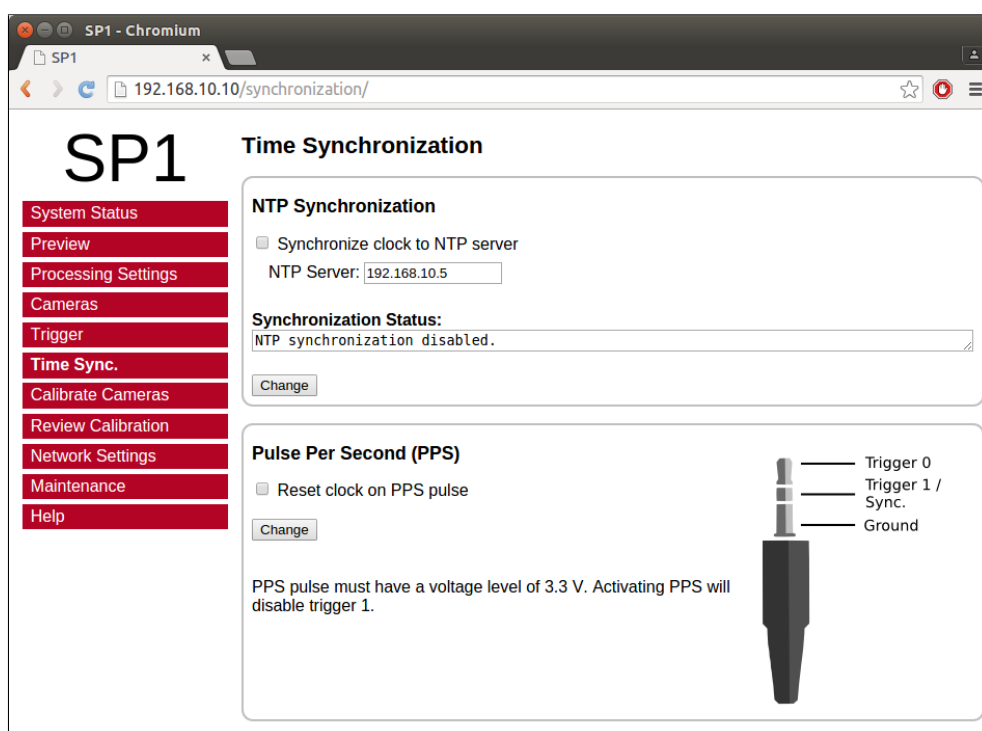 SP1 - Chromium
SP1
192.168.10.10/synchronization/
SP1
System Status
Preview
Processing Settings
Cameras
Trigger
Time Sync.
Calibrate Cameras
Review Calibration
Network Settings
Maintenance
Help
Time Synchronization
NTP Synchronization
Synchronize clock to NTP server
NTP Server: 192.168.10.5
Synchronization Status:
NTP synchronization disabled.
Change
Pulse Per Second (PPS)
Reset clock on PPS pulse
Change
PPS pulse must have a voltage level of 3.3 V. Activating PPS will
disable trigger 1.
Trigger 0
Trigger 1 /
Sync.
Ground